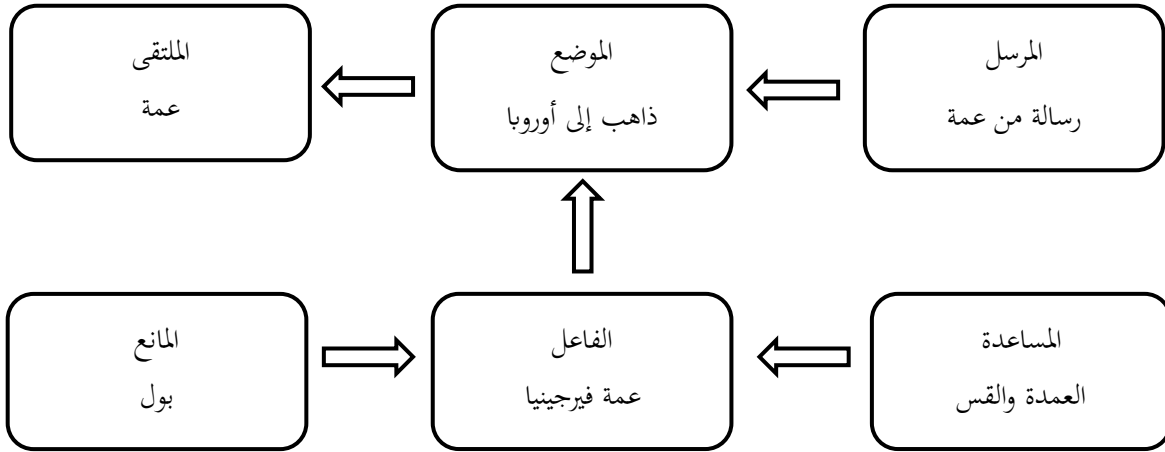 المرسل
رسالة من عمة
الموضع
ذاهب إلى أوروبا
الملتقى
عمة
المساعدة
العمدة والقس
الفاعل
عمة فيرجينيا
المانع
بول